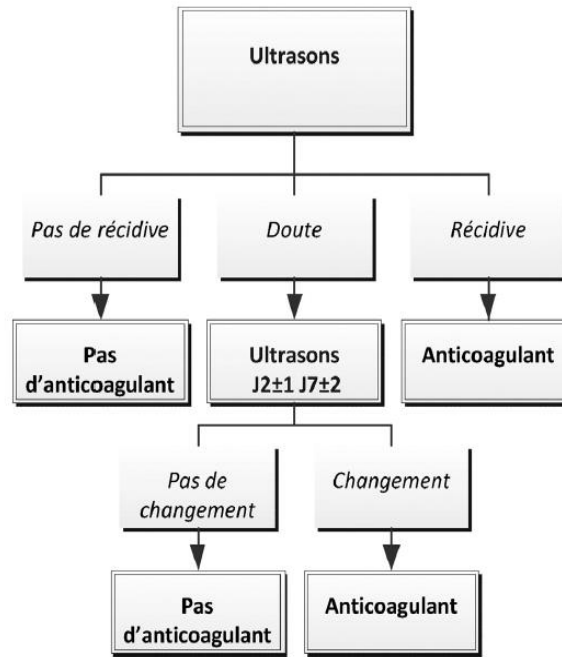 Ultrasons
Pas de récidive
Doute
Récidive
Pas
d'anticoagulant
Ultrasons
J2±1 J7±2
Anticoagulant
Pas de
changement
Changement
Pas
d'anticoagulant
Anticoagulant